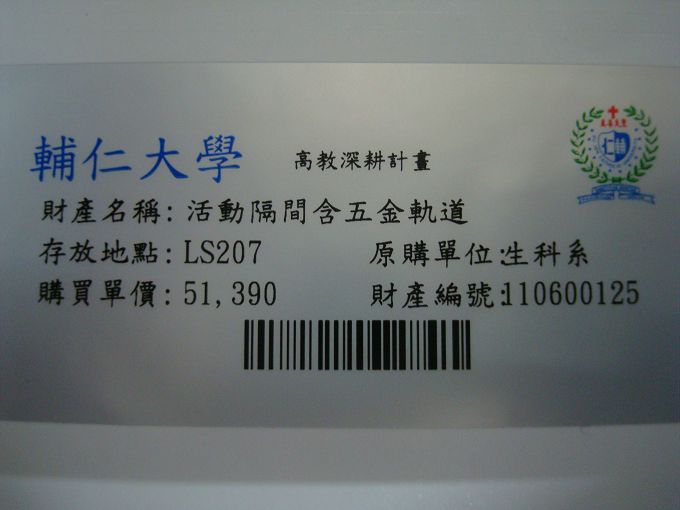 輔仁大學 高教深耕計畫
財產名稱: 活動隔間含五金軌道
存放地點: LS207 原購單位:生科系
購買單價: 51,390 財產編號:110600125